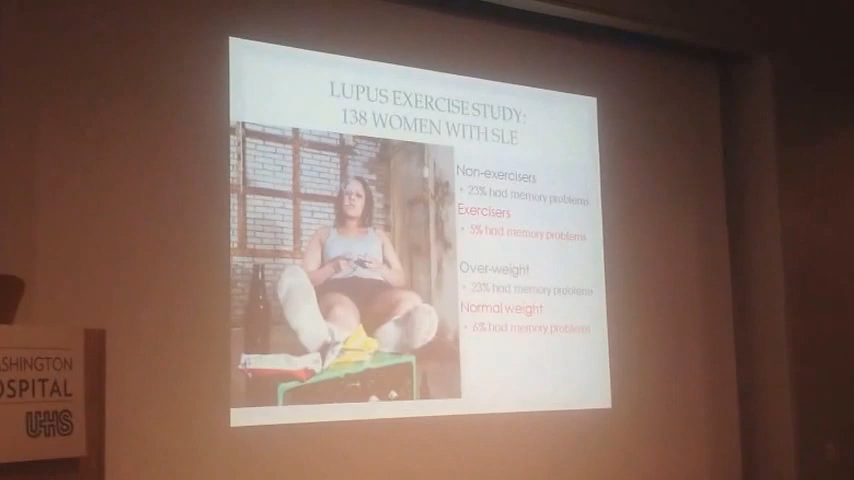 LUPUS EXERCISE STUDY:
138 WOMEN WITH SLE
Non-exercisers
• 23% had memory problems
Exercisers
• 5% had memory problems
Over-weight
• 23% had memory problems
Normal weight
• 6% had memory problems
ASHINGTON
OSPITAL
UHS